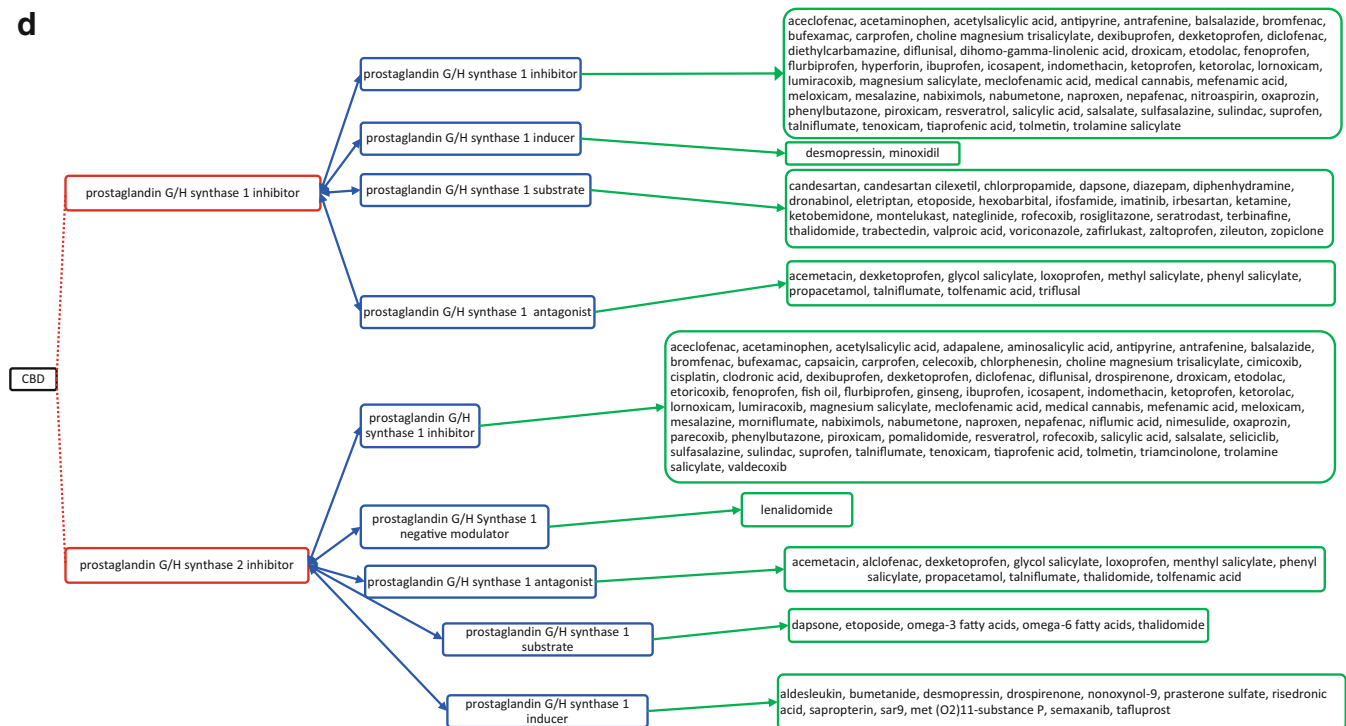 d
CBD
prostaglandin G/H synthase 1 inhibitor
prostaglandin G/H synthase 1 inhibitor
aceclofenac, acetaminophen, acetylsalicylic acid, antipyrine, antrafenine, balsalazide, bromfenac,
bufexamac, carprofen, choline magnesium trisalicylate, dexibuprofen, dexketoprofen, diclofenac,
diethylcarbamazine, diflunisal, dihomo-gamma-linolenic acid, droxicam, etodolac, fenoprofen,
flurbiprofen, hyperforin, ibuprofen, icosapent, indomethacin, ketoprofen, ketorolac, lornoxicam,
lumiracoxib, magnesium salicylate, meclofenamic acid, medical cannabis, mefenamic acid,
meloxicam, mesalazine, nabiximols, nabumetone, naproxen, nepafenac, nitroaspirin, oxaprozin,
phenylbutazone, piroxicam, resveratrol, salicylic acid, salsalate, sulfasalazine, sulindac, suprofen,
talniflumate, tenoxicam, tiaprofenic acid, tolmetin, trolamine salicylate
prostaglandin G/H synthase 1 inducer
desmopressin, minoxidil
prostaglandin G/H synthase 1 substrate
candesartan, candesartan cilexetil, chlorpropamide, dapsone, diazepam, diphenhydramine,
dronabinol, eletriptan, etoposide, hexobarbital, ifosfamide, imatinib, irbesartan, ketamine,
ketobemidone, montelukast, nateglinide, rofecoxib, rosiglitazone, seratrodast, terbinafine,
thalidomide, trabectedin, valproic acid, voriconazole, zafirlukast, zaltoprofen, zileuton, zopiclone
prostaglandin G/H synthase 1 antagonist
acemetacin, dexketoprofen, glycol salicylate, loxoprofen, methyl salicylate, phenyl salicylate,
propacetamol, talniflumate, tolfenamic acid, triflusal
prostaglandin G/H synthase 2 inhibitor
prostaglandin G/H
synthase 1 inhibitor
aceclofenac, acetaminophen, acetylsalicylic acid, adapalene, aminosalicylic acid, antipyrine, antrafenine, balsalazide,
bromfenac, bufexamac, capsaicin, carprofen, celecoxib, chlorphenesin, choline magnesium trisalicylate, cimicoxib,
cisplatin, clodronic acid, dexibuprofen, dexketoprofen, diclofenac, diflunisal, drospirenone, droxicam, etodolac,
etoricoxib, fenoprofen, fish oil, flurbiprofen, ginseng, ibuprofen, icosapent, indomethacin, ketoprofen, ketorolac,
lornoxicam, lumiracoxib, magnesium salicylate, meclofenamic acid, medical cannabis, mefenamic acid, meloxicam,
mesalazine, morniflumate, nabiximols, nabumetone, naproxen, nepafenac, niflumic acid, nimesulide, oxaprozin,
parecoxib, phenylbutazone, piroxicam, pomalidomide, resveratrol, rofecoxib, salicylic acid, salsalate, seliciclib,
sulfasalazine, sulindac, suprofen, talniflumate, tenoxicam, tiaprofenic acid, tolmetin, triamcinolone, trolamine
salicylate, valdecoxib
prostaglandin G/H Synthase 1
negative modulator
lenalidomide
prostaglandin G/H synthase 1 antagonist
acemetacin, alclofenac, dexketoprofen, glycol salicylate, loxoprofen, menthyl salicylate, phenyl
salicylate, propacetamol, talniflumate, thalidomide, tolfenamic acid
prostaglandin G/H synthase 1
substrate
dapsone, etoposide, omega-3 fatty acids, omega-6 fatty acids, thalidomide
prostaglandin G/H synthase 1
inducer
aldesleukin, bumetanide, desmopressin, drospirenone, nonoxynol-9, prasterone sulfate, risedronic
acid, sapropterin, sar9, met (O2)11-substance P, semaxanib, tafluprost